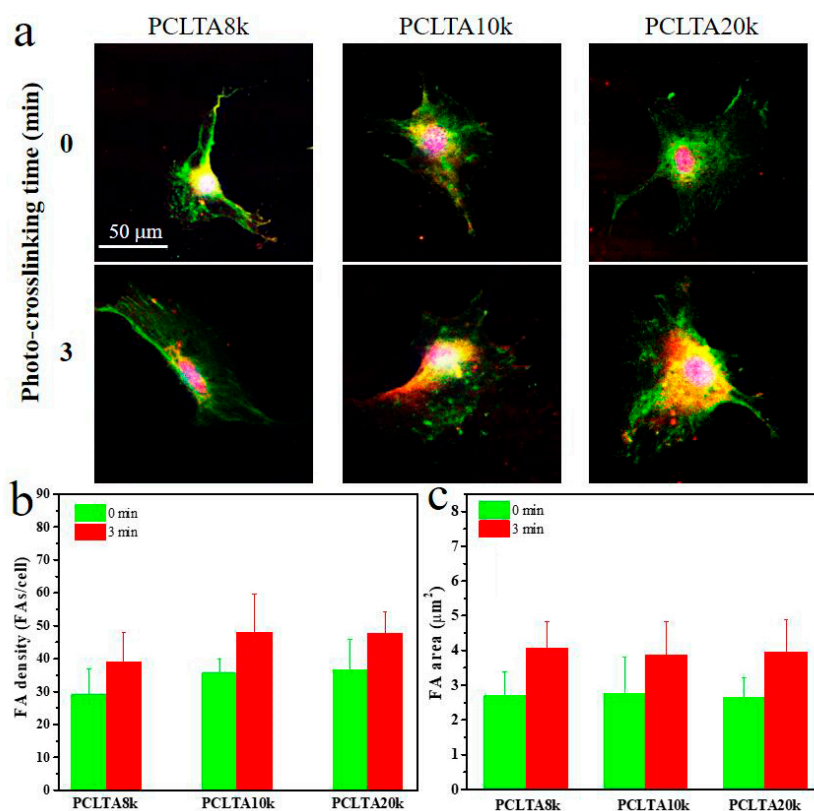 a
PCLTA8k PCLTA10k PCLTA20k
Photo-crosslinking time (min)
0
50 μm
3
b
FA density (FAs/cell)
90
80
70
60
50
40
30
20
10
0
0 min
3 min
PCLTA8k PCLTA10k PCLTA20k
c
FA area (μm²)
8
7
6
5
4
3
2
1
0
0 min
3 min
PCLTA8k PCLTA10k PCLTA20k